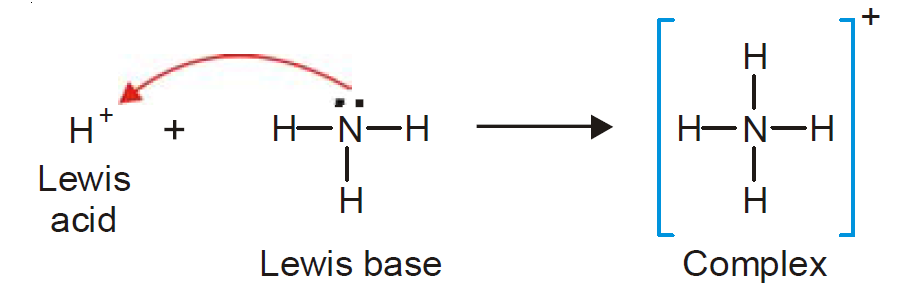 H
+
H
H⁺ + H—N̈—H H—N—H
H H
Lewis
acid
Lewis base Complex